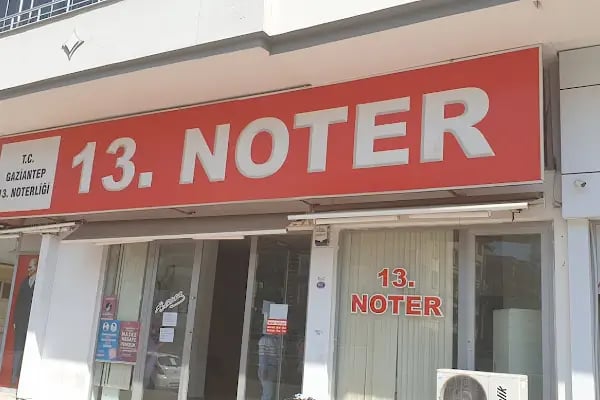 T.C.
GAZİANTEP
13. NOTERLİĞİ
13. NOTER
13.
NOTER